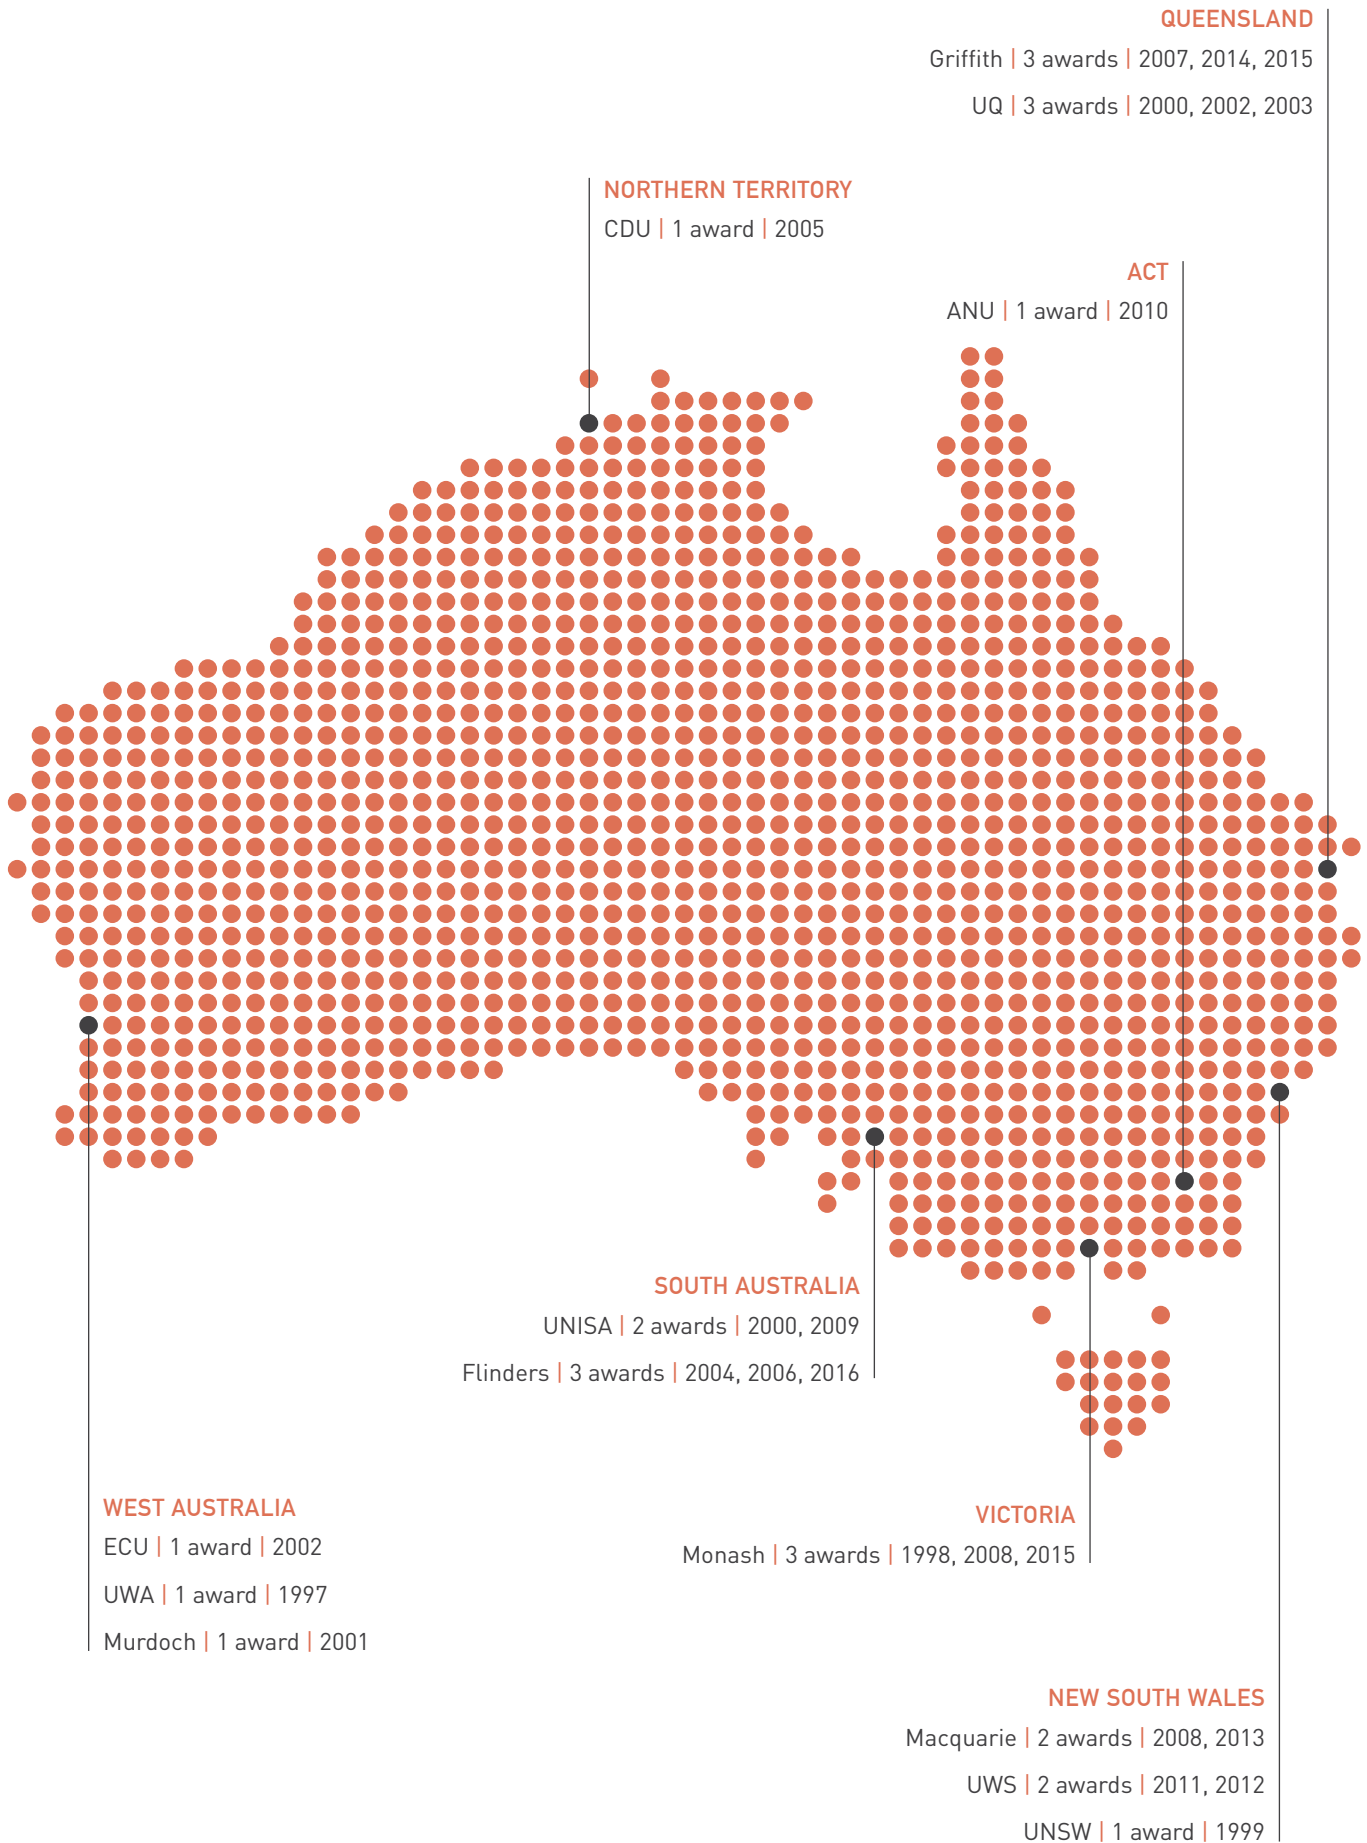 QUEENSLAND
Griffith | 3 awards | 2007, 2014, 2015
UQ | 3 awards | 2000, 2002, 2003
NORTHERN TERRITORY
CDU | 1 award | 2005
ACT
ANU | 1 award | 2010
SOUTH AUSTRALIA
UNISA | 2 awards | 2000, 2009
Flinders | 3 awards | 2004, 2006, 2016
WEST AUSTRALIA
ECU | 1 award | 2002
UWA | 1 award | 1997
Murdoch | 1 award | 2001
VICTORIA
Monash | 3 awards | 1998, 2008, 2015
NEW SOUTH WALES
Macquarie | 2 awards | 2008, 2013
UWS | 2 awards | 2011, 2012
UNSW | 1 award | 1999